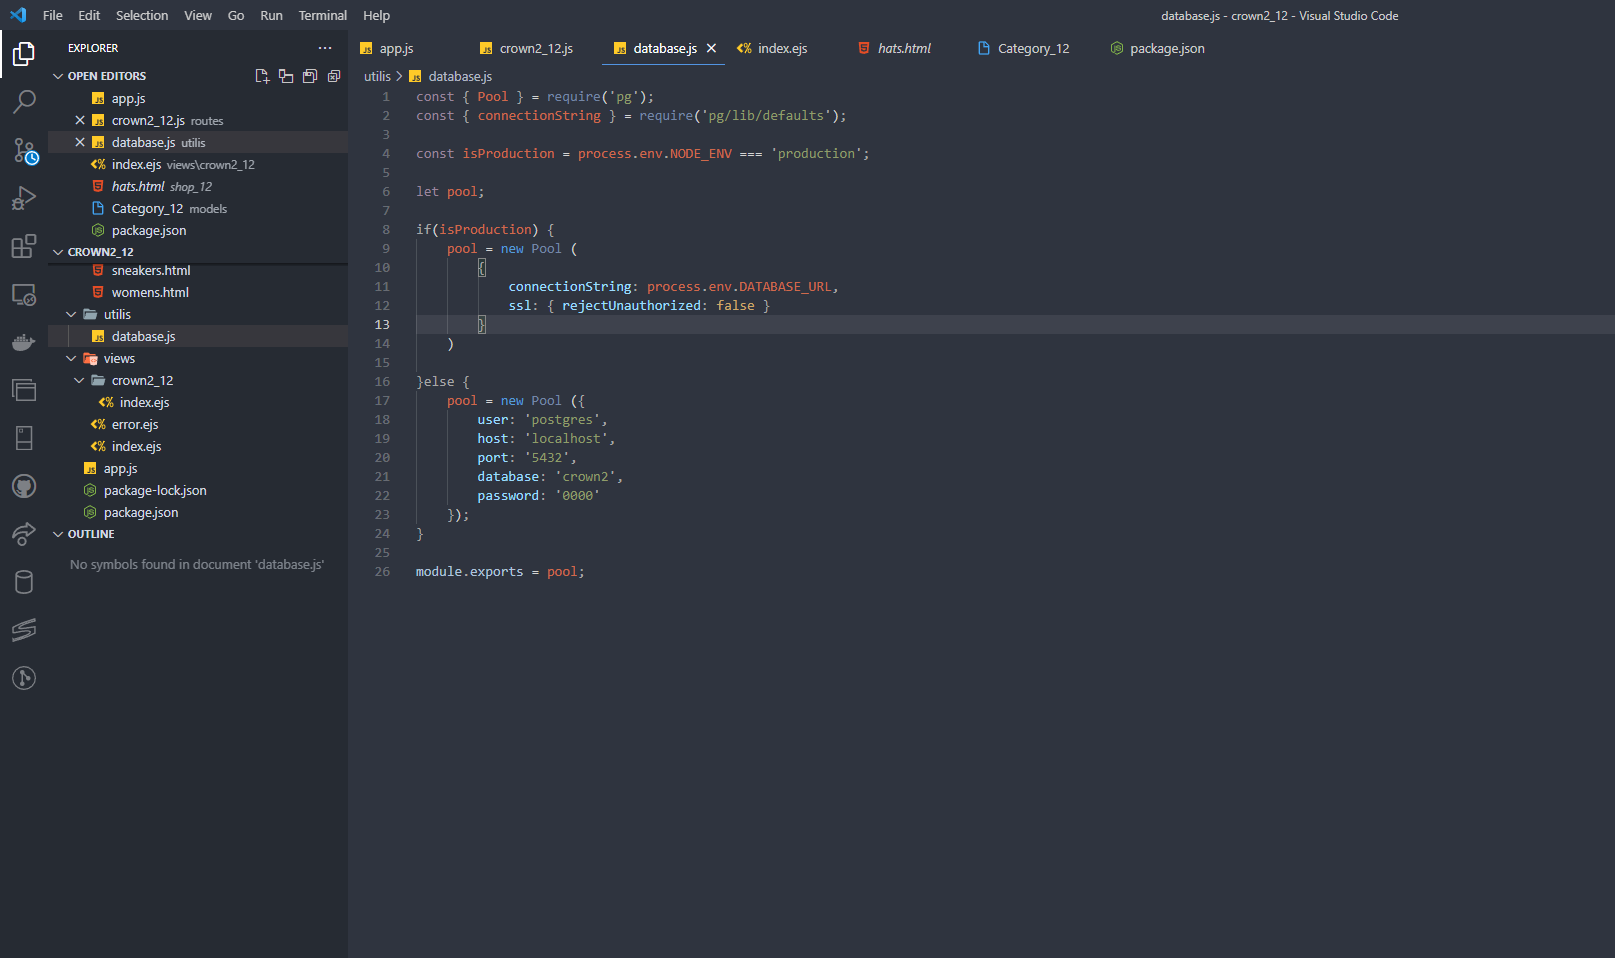 File Edit Selection View Go Run Terminal Help database.js - crown2_12 - Visual Studio Code
EXPLORER
OPEN EDITORS
app.js
crown2_12.js routes
database.js utilis
index.ejs views\crown2_12
hats.html shop_12
Category_12 models
package.json
CROWN2_12
sneakers.html
womens.html
utilis
database.js
views
crown2_12
index.ejs
error.ejs
index.ejs
app.js
package-lock.json
package.json
OUTLINE
No symbols found in document 'database.js'
app.js crown2_12.js database.js index.ejs hats.html Category_12 package.json
utilis > database.js
1 const { Pool } = require('pg');
2 const { connectionString } = require('pg/lib/defaults');
3
4 const isProduction = process.env.NODE_ENV === 'production';
5
6 let pool;
7
8 if(isProduction) {
9 pool = new Pool (
10 {
11 connectionString: process.env.DATABASE_URL,
12 ssl: { rejectUnauthorized: false }
13 }
14 )
15
16 }else {
17 pool = new Pool ({
18 user: 'postgres',
19 host: 'localhost',
20 port: '5432',
21 database: 'crown2',
22 password: '0000'
23 });
24 }
25
26 module.exports = pool;